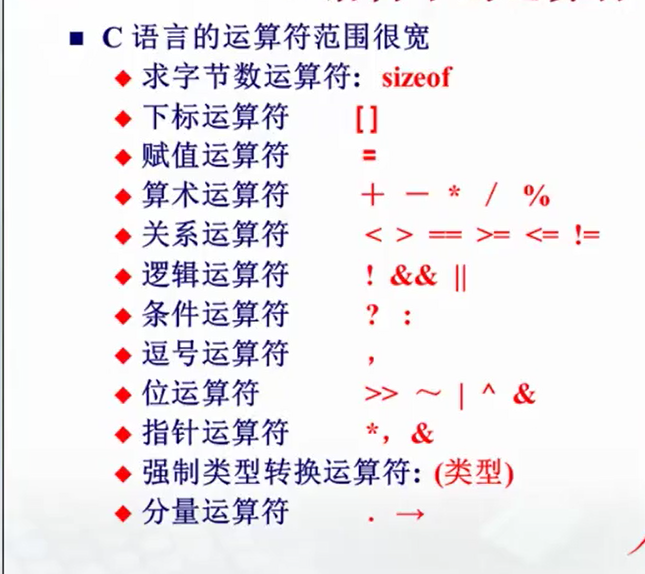 ■ C 语言的运算符范围很宽
◆ 求字节数运算符：sizeof
◆ 下标运算符 [ ]
◆ 赋值运算符 =
◆ 算术运算符 ＋ － * / %
◆ 关系运算符 < > == >= <= !=
◆ 逻辑运算符 ! && ||
◆ 条件运算符 ? :
◆ 逗号运算符 ，
◆ 位运算符 >> ～ | ^ &
◆ 指针运算符 *，&
◆ 强制类型转换运算符：(类型)
◆ 分量运算符 . →